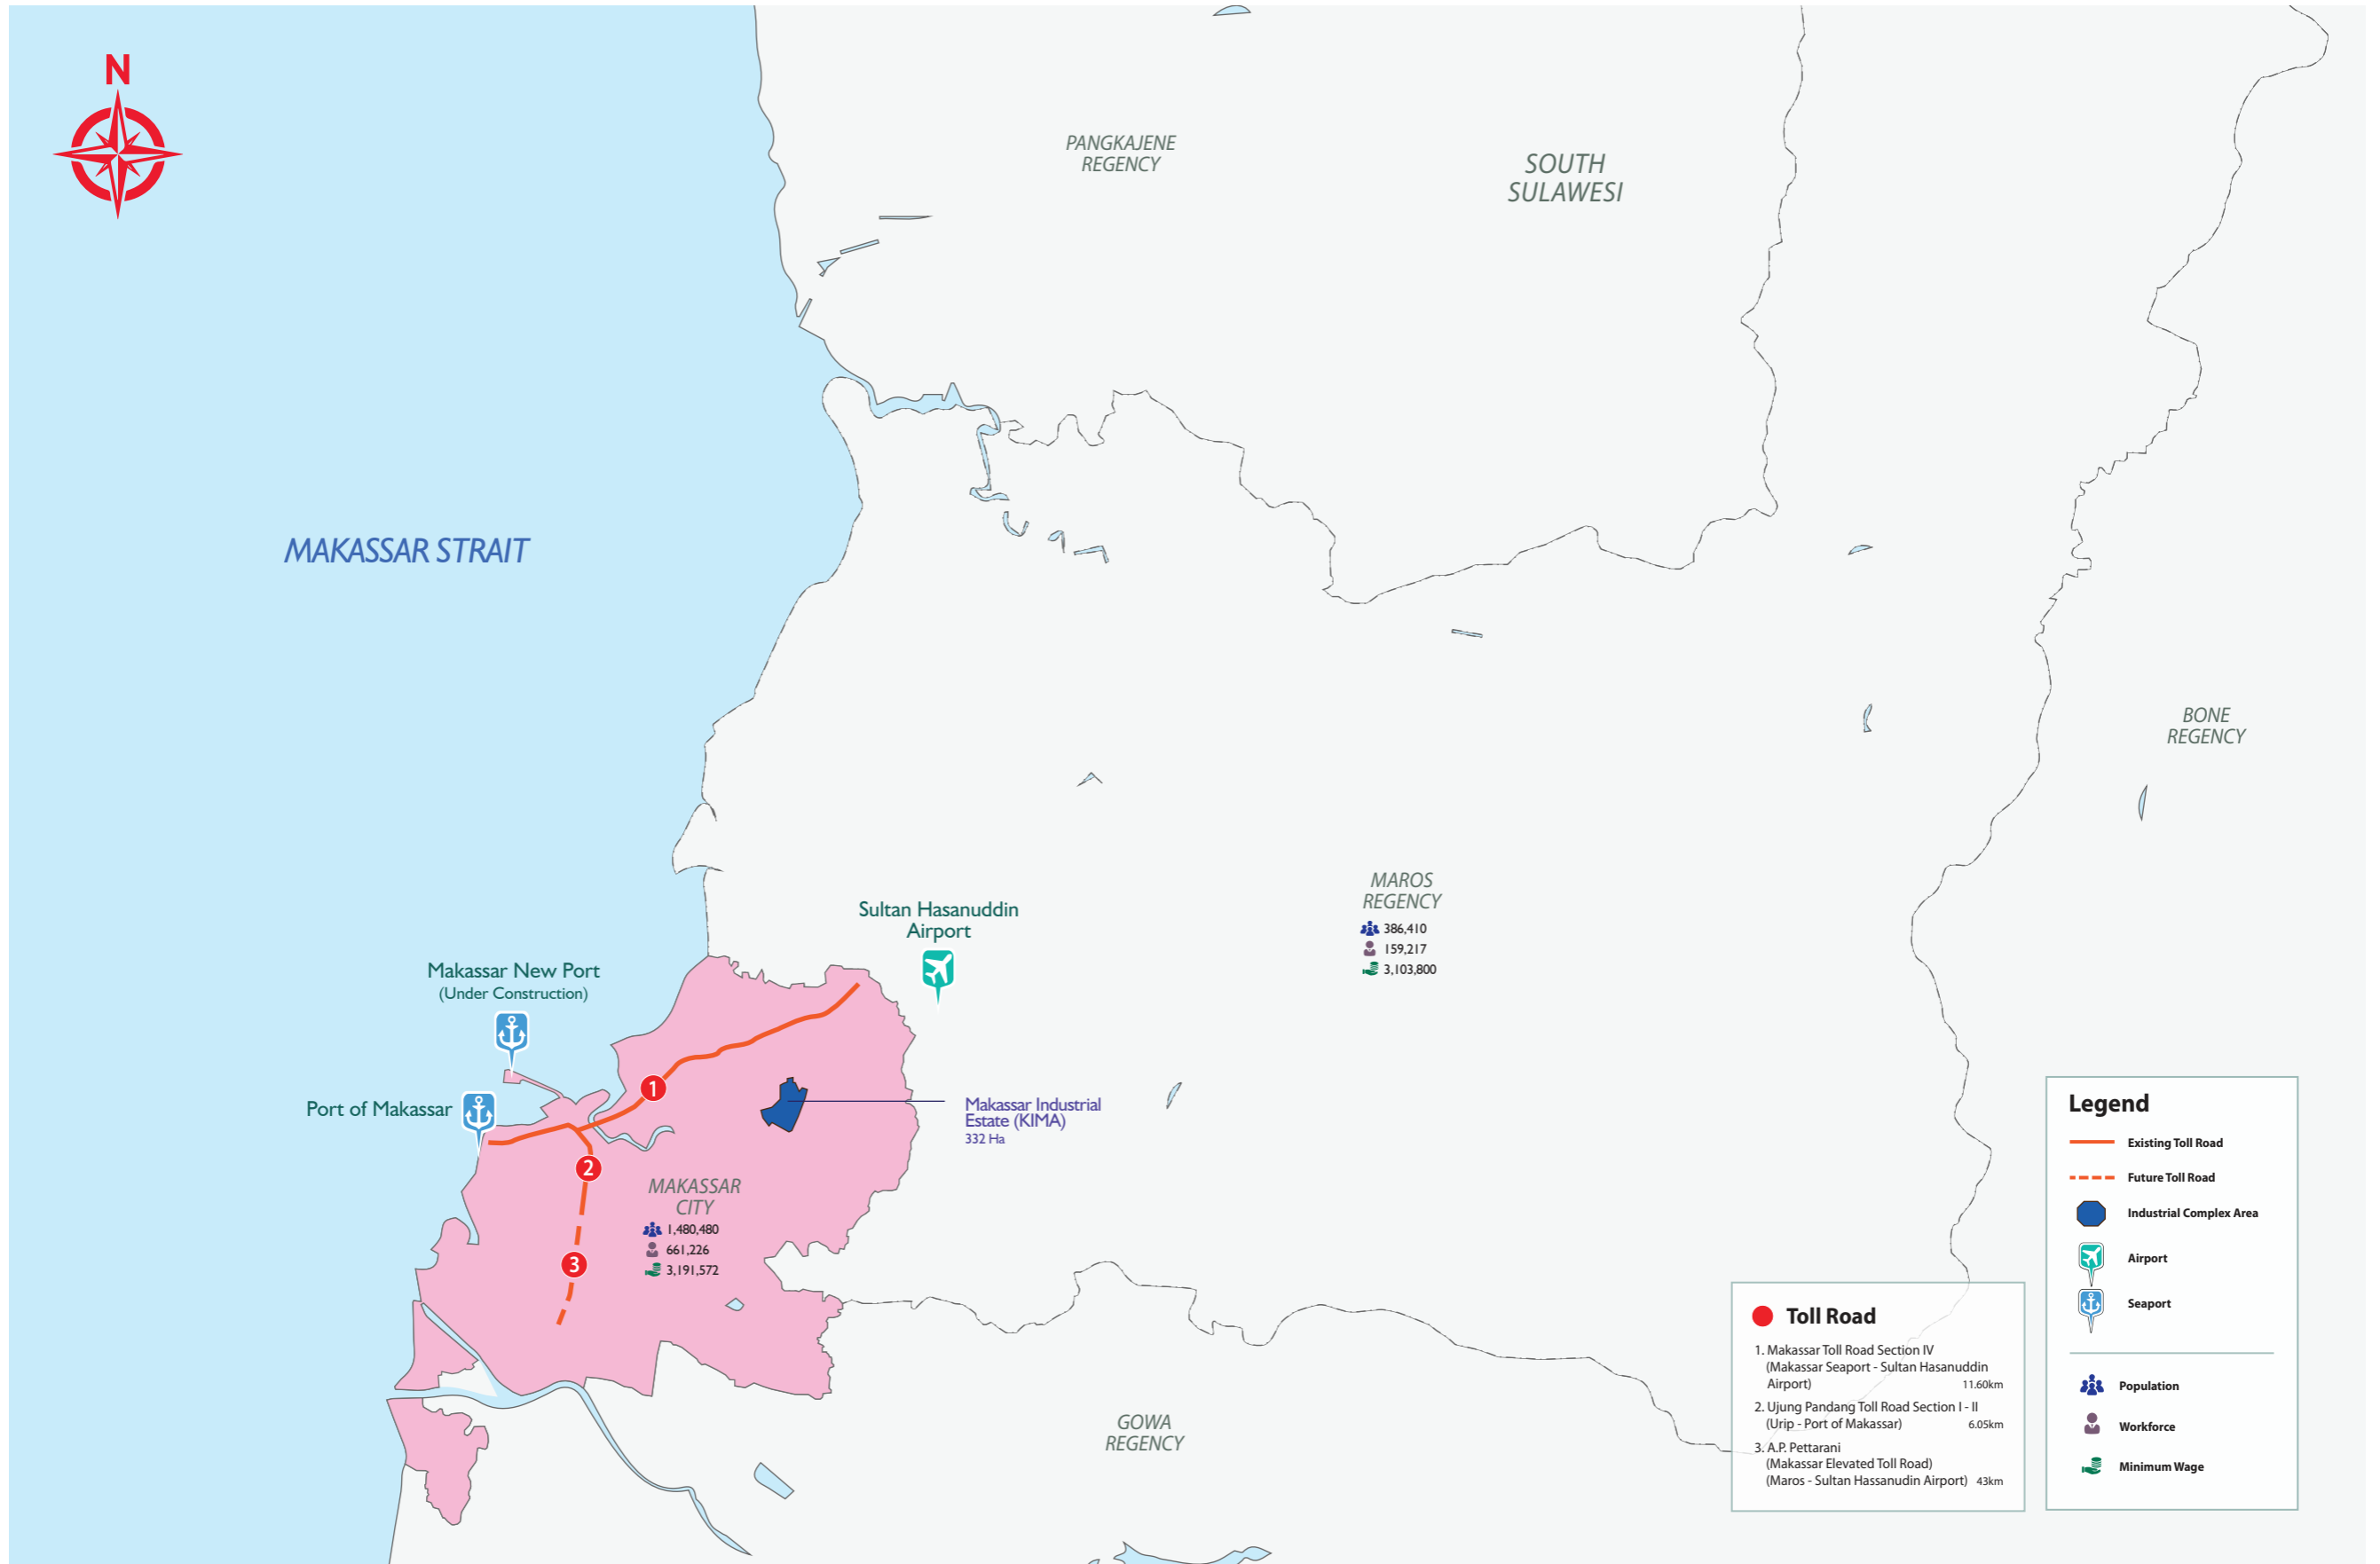 N
PANGKAJENE
REGENCY
SOUTH
SULAWESI
MAKASSAR STRAIT
BONE
REGENCY
MAROS
REGENCY
386,410
159,217
3,103,800
Sultan Hasanuddin
Airport
Makassar New Port
(Under Construction)
Port of Makassar
1
Makassar Industrial
Estate (KIMA)
332 Ha
2
MAKASSAR
CITY
1,480,480
661,226
3,191,572
3
GOWA
REGENCY
Toll Road
1. Makassar Toll Road Section IV
(Makassar Seaport - Sultan Hasanuddin
Airport) 11.60km
2. Ujung Pandang Toll Road Section I - II
(Urip - Port of Makassar) 6.05km
3. A.P. Pettarani
(Makassar Elevated Toll Road)
(Maros - Sultan Hassanudin Airport) 43km
Legend
Existing Toll Road
Future Toll Road
Industrial Complex Area
Airport
Seaport
Population
Workforce
Minimum Wage